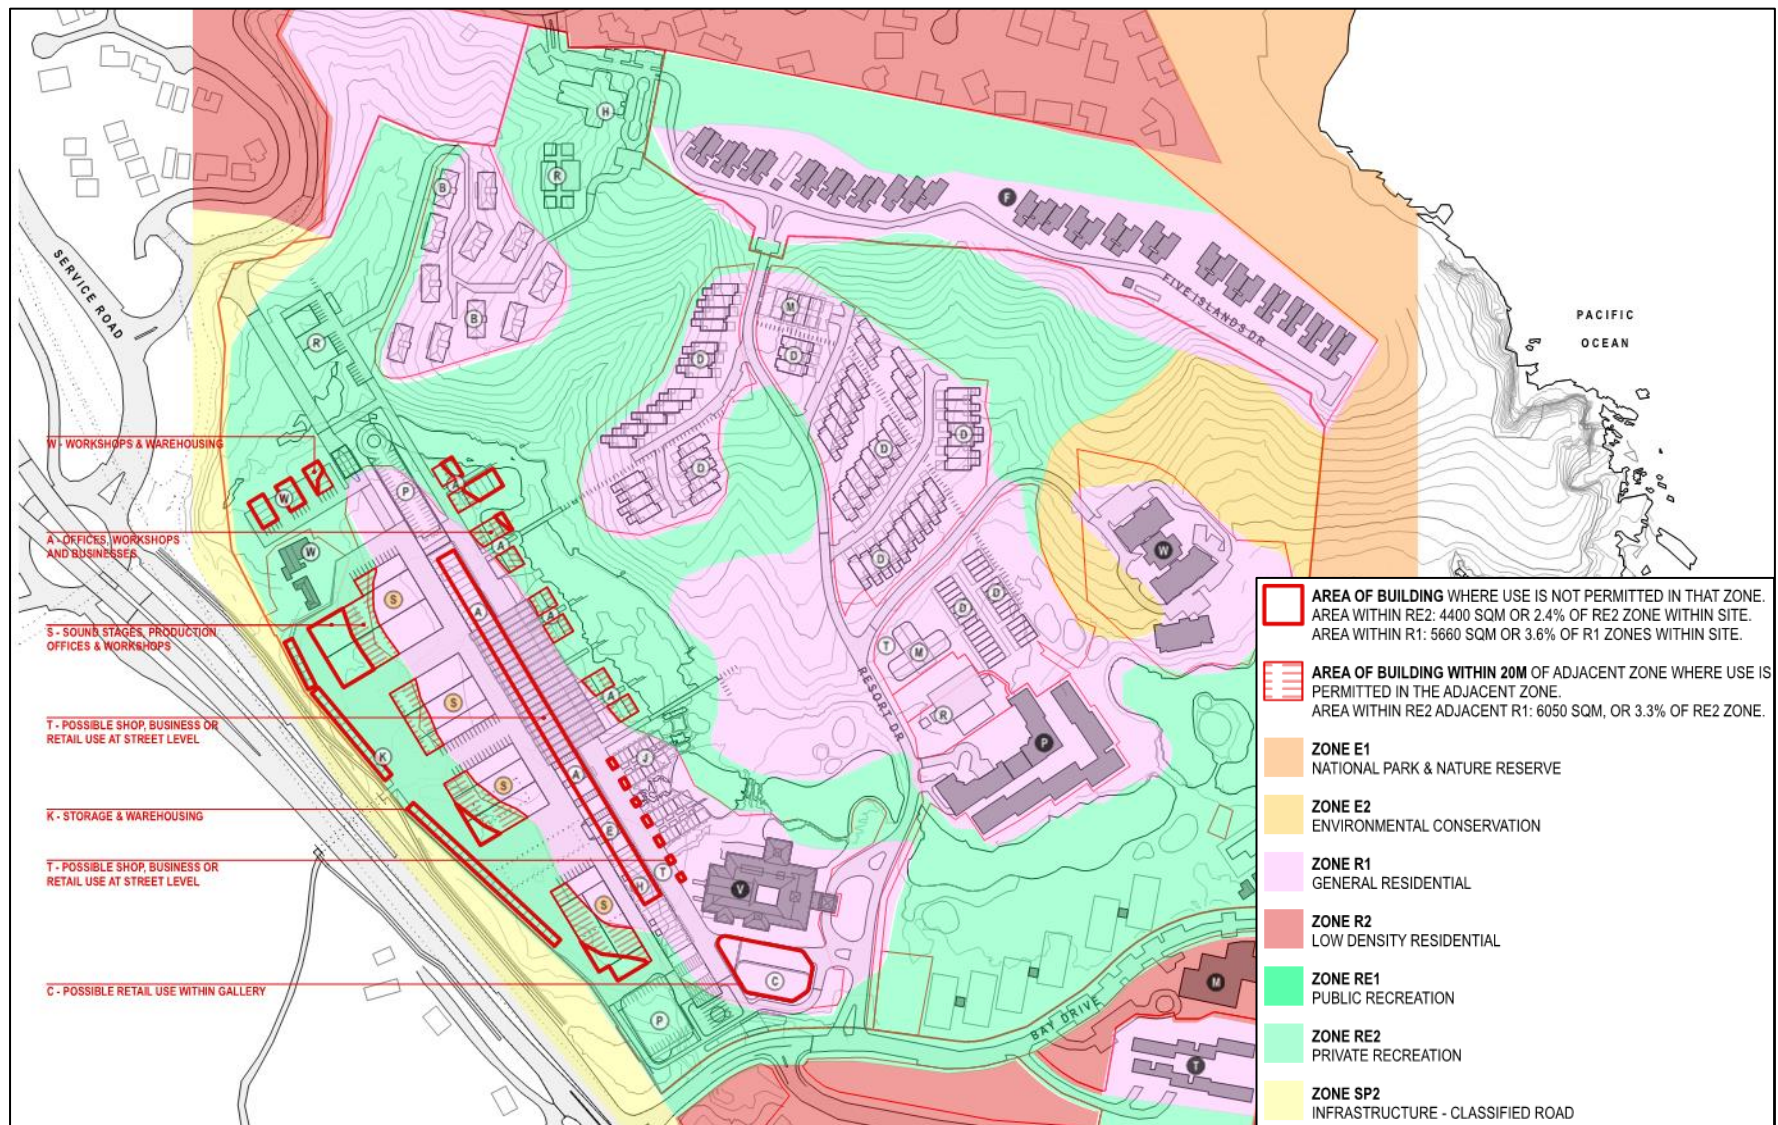 H
R
B
B
R
F
FIVE ISLANDS DR
PACIFIC
OCEAN
SERVICE ROAD
M
D
D
D
D
D
D
W - WORKSHOPS & WAREHOUSING
W
P
A
A - OFFICES, WORKSHOPS
AND BUSINESSES
A
W
W
S
A
A
D
D
S - SOUND STAGES, PRODUCTION
OFFICES & WORKSHOPS
T
M
RESORT DR
A
S
R
P
T - POSSIBLE SHOP, BUSINESS OR
RETAIL USE AT STREET LEVEL
K
J
A
S
K - STORAGE & WAREHOUSING
E
T - POSSIBLE SHOP, BUSINESS OR
RETAIL USE AT STREET LEVEL
H
T
V
S
C - POSSIBLE RETAIL USE WITHIN GALLERY
C
P
BAY DRIVE
M
T
AREA OF BUILDING WHERE USE IS NOT PERMITTED IN THAT ZONE.
AREA WITHIN RE2: 4400 SQM OR 2.4% OF RE2 ZONE WITHIN SITE.
AREA WITHIN R1: 5660 SQM OR 3.6% OF R1 ZONES WITHIN SITE.
AREA OF BUILDING WITHIN 20M OF ADJACENT ZONE WHERE USE IS
PERMITTED IN THE ADJACENT ZONE.
AREA WITHIN RE2 ADJACENT R1: 6050 SQM, OR 3.3% OF RE2 ZONE.
ZONE E1
NATIONAL PARK & NATURE RESERVE
ZONE E2
ENVIRONMENTAL CONSERVATION
ZONE R1
GENERAL RESIDENTIAL
ZONE R2
LOW DENSITY RESIDENTIAL
ZONE RE1
PUBLIC RECREATION
ZONE RE2
PRIVATE RECREATION
ZONE SP2
INFRASTRUCTURE - CLASSIFIED ROAD